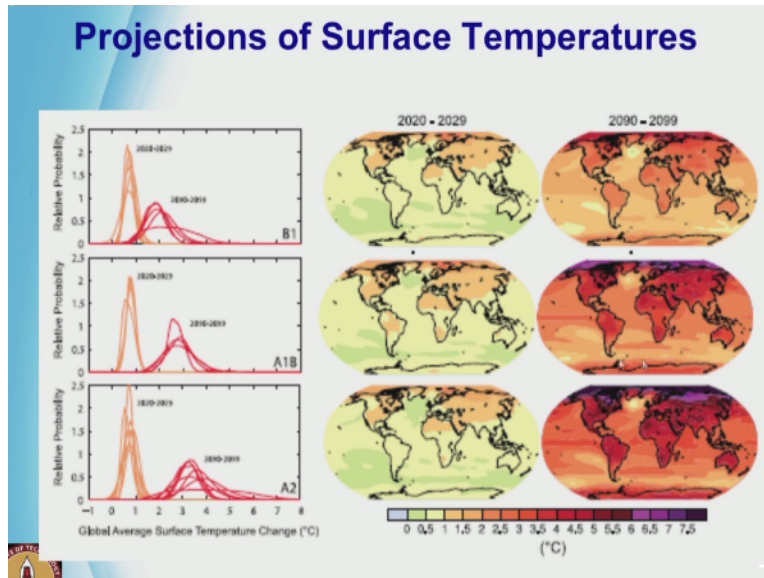 Projections of Surface Temperatures
2020 - 2029
2090 - 2099
Relative Probability
2.5
2
1.5
1
0.5
0
2020-2029
2090-2099
B1
Relative Probability
2.5
2
1.5
1
0.5
0
2020-2029
2090-2099
A1B
Relative Probability
2.5
2
1.5
1
0.5
0
2020-2029
2090-2099
A2
-1 0 1 2 3 4 5 6 7 8
Global Average Surface Temperature Change (°C)
0 0.5 1 1.5 2 2.5 3 3.5 4 4.5 5 5.5 6 6.5 7 7.5
(°C)
OF TECHNOLOGY